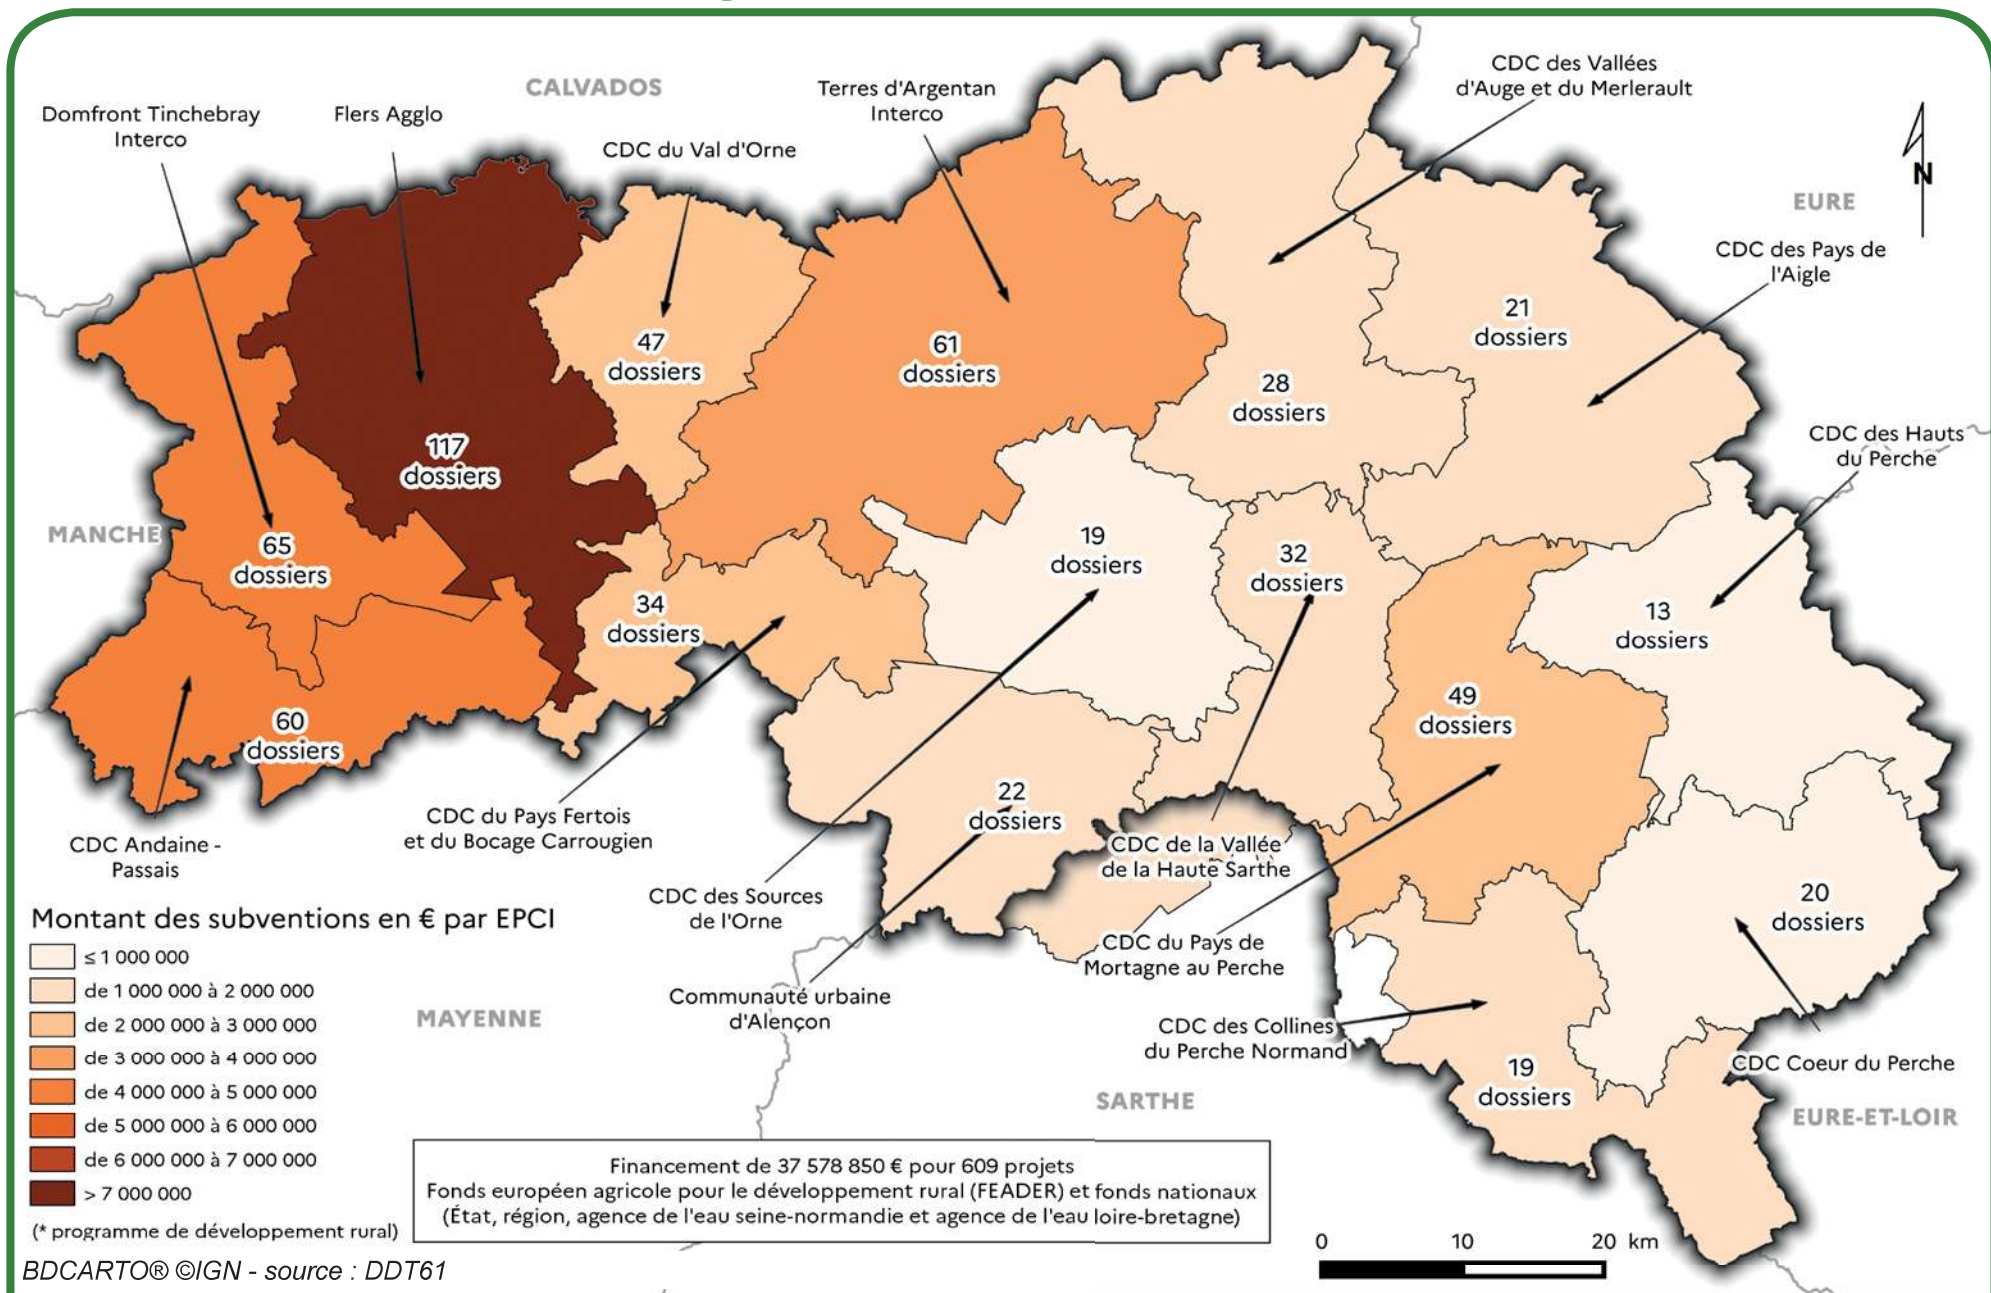 CALVADOS
Domfront Tinchebray
Interco
Flers Agglo
CDC du Val d'Orne
Terres d'Argentan
Interco
CDC des Vallées
d'Auge et du Merlerault
N
EURE
CDC des Pays de
l'Aigle
47
dossiers
61
dossiers
28
dossiers
21
dossiers
117
dossiers
CDC des Hauts
du Perche
MANCHE
65
dossiers
19
dossiers
32
dossiers
34
dossiers
13
dossiers
60
dossiers
49
dossiers
22
dossiers
CDC Andaine -
Passais
CDC du Pays Fertois
et du Bocage Carrougien
CDC de la Vallée
de la Haute Sarthe
CDC des Sources
de l'Orne
20
dossiers
CDC du Pays de
Mortagne au Perche
Communauté urbaine
d'Alençon
MAYENNE
CDC des Collines
du Perche Normand
19
dossiers
CDC Coeur du Perche
SARTHE
EURE-ET-LOIR
Montant des subventions en € par EPCI
≤ 1 000 000
de 1 000 000 à 2 000 000
de 2 000 000 à 3 000 000
de 3 000 000 à 4 000 000
de 4 000 000 à 5 000 000
de 5 000 000 à 6 000 000
de 6 000 000 à 7 000 000
> 7 000 000
(* programme de développement rural)
Financement de 37 578 850 € pour 609 projets
Fonds européen agricole pour le développement rural (FEADER) et fonds nationaux
(État, région, agence de l'eau seine-normandie et agence de l'eau loire-bretagne)
0 10 20 km
BDCARTO® ©IGN - source : DDT61